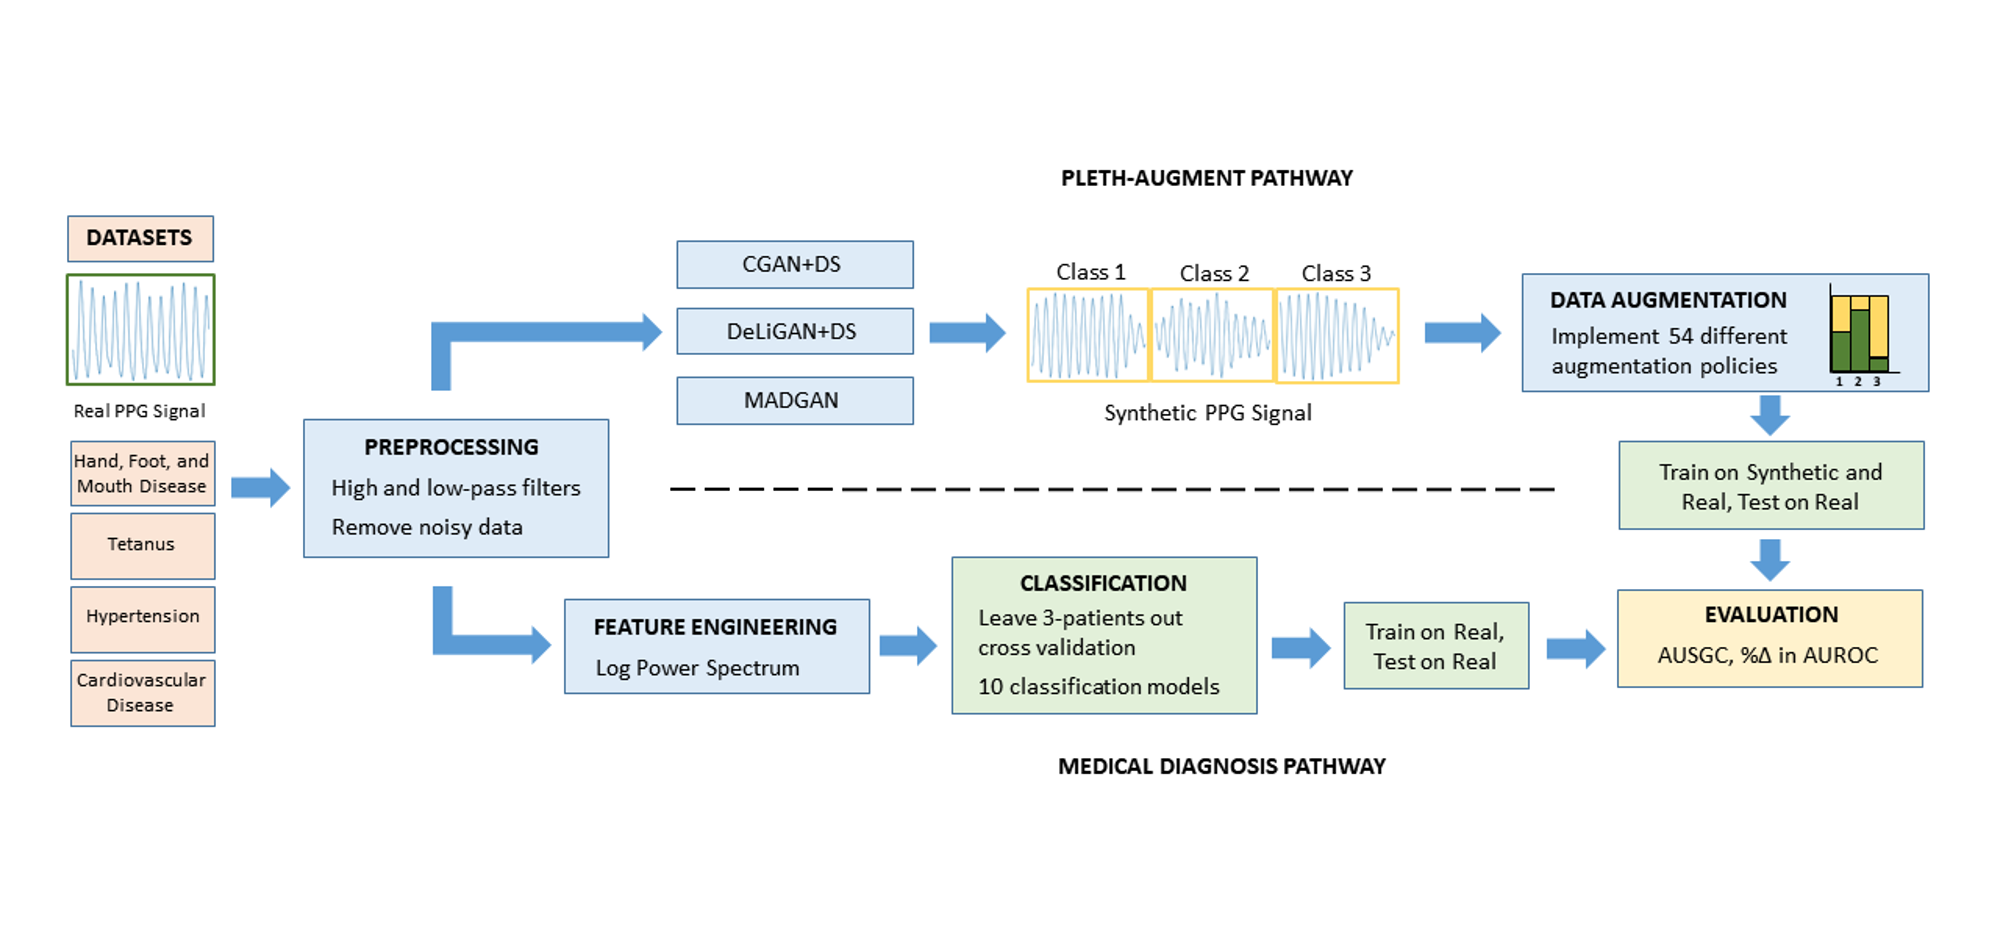 PLETH-AUGMENT PATHWAY
DATASETS
Real PPG Signal
Hand, Foot, and
Mouth Disease
Tetanus
Hypertension
Cardiovascular
Disease
PREPROCESSING
High and low-pass filters
Remove noisy data
CGAN+DS
DeLiGAN+DS
MADGAN
Class 1
Class 2
Class 3
Synthetic PPG Signal
DATA AUGMENTATION
Implement 54 different
augmentation policies
1 2 3
Train on Synthetic and
Real, Test on Real
FEATURE ENGINEERING
Log Power Spectrum
CLASSIFICATION
Leave 3-patients out
cross validation
10 classification models
Train on Real,
Test on Real
EVALUATION
AUSGC, %Δ in AUROC
MEDICAL DIAGNOSIS PATHWAY